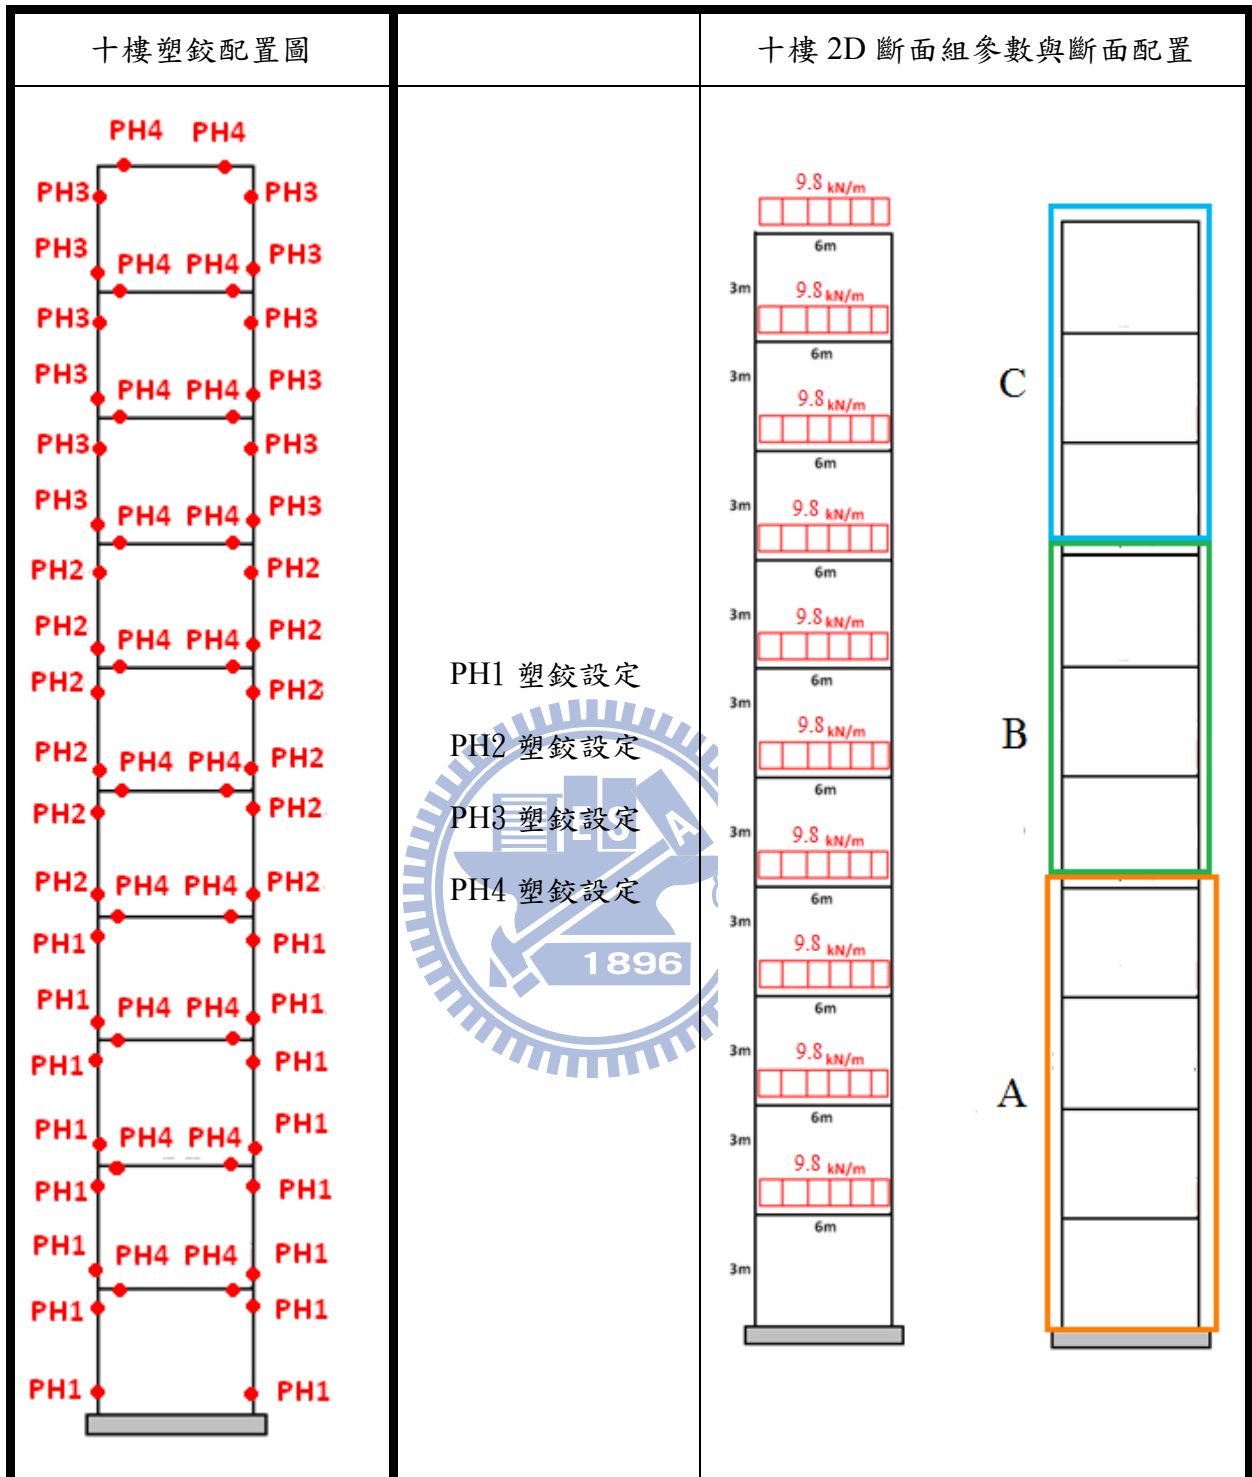 十樓塑鉸配置圖
十樓 2D 斷面組參數與斷面配置
PH4 PH4
PH3 PH3
PH3 PH4 PH4 PH3
PH3 PH3
PH3 PH4 PH4 PH3
PH3 PH3
PH3 PH4 PH4 PH3
PH2 PH2
PH2 PH4 PH4 PH2
PH2 PH2
PH2 PH4 PH4 PH2
PH2 PH2
PH2 PH4 PH4 PH2
PH1 PH1
PH1 PH4 PH4 PH1
PH1 PH1
PH1 PH4 PH4 PH1
PH1 PH1
PH1 PH4 PH4 PH1
PH1 PH1
PH1 PH1
PH1 塑鉸設定
PH2 塑鉸設定
PH3 塑鉸設定
PH4 塑鉸設定
E S A
1896
9.8 kN/m
6m
3m
9.8 kN/m
6m
3m
9.8 kN/m
6m
3m
9.8 kN/m
6m
3m
9.8 kN/m
6m
3m
9.8 kN/m
6m
3m
9.8 kN/m
6m
3m
9.8 kN/m
6m
3m
9.8 kN/m
6m
3m
9.8 kN/m
6m
3m
C
B
A